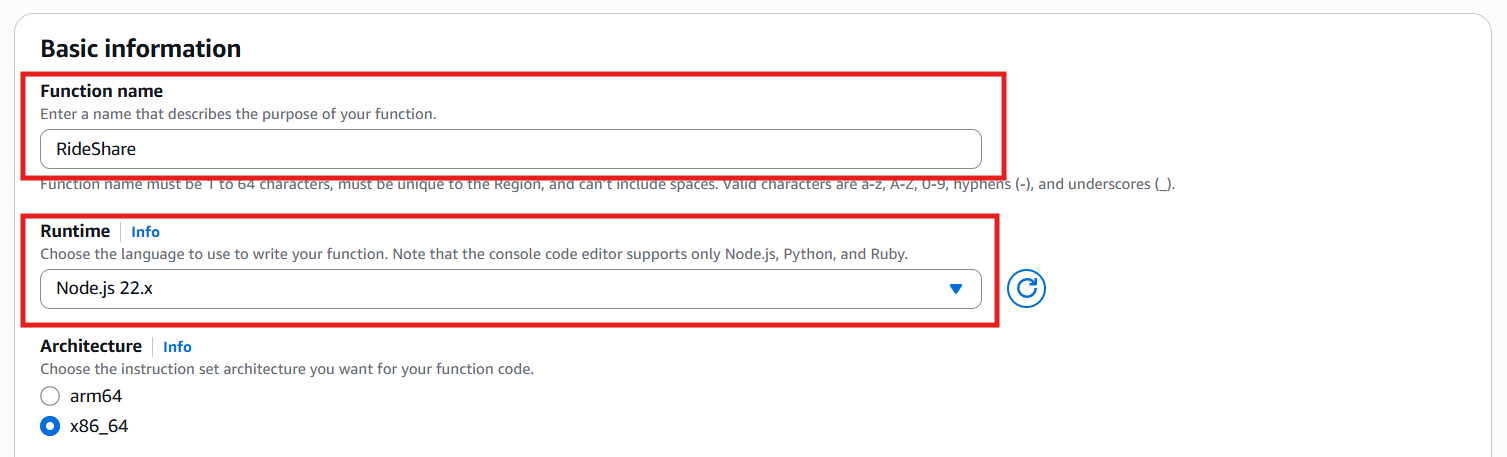 Basic information
Function name
Enter a name that describes the purpose of your function.
RideShare
Function name must be 1 to 64 characters, must be unique to the Region, and can't include spaces. Valid characters are a-z, A-Z, 0-9, hyphens (-), and underscores (_).
Runtime Info
Choose the language to use to write your function. Note that the console code editor supports only Node.js, Python, and Ruby.
Node.js 22.x
Architecture Info
Choose the instruction set architecture you want for your function code.
arm64
x86_64